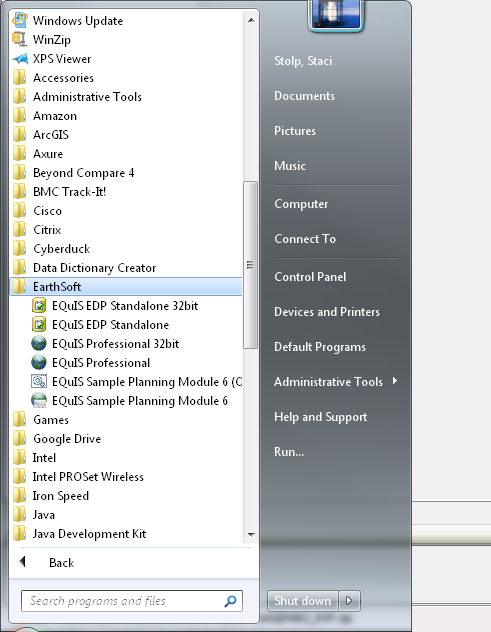 Windows Update
WinZip
XPS Viewer
Accessories
Administrative Tools
Amazon
ArcGIS
Axure
Beyond Compare 4
BMC Track-It!
Cisco
Citrix
Cyberduck
Data Dictionary Creator
EarthSoft
EQuIS EDP Standalone 32bit
EQuIS EDP Standalone
EQuIS Professional 32bit
EQuIS Professional
EQuIS Sample Planning Module 6 (C
EQuIS Sample Planning Module 6
Games
Google Drive
Intel
Intel PROSet Wireless
Iron Speed
Java
Java Development Kit
Back
Search programs and files
Stolp, Staci
Documents
Pictures
Music
Computer
Connect To
Control Panel
Devices and Printers
Default Programs
Administrative Tools
Help and Support
Run...
Shut down